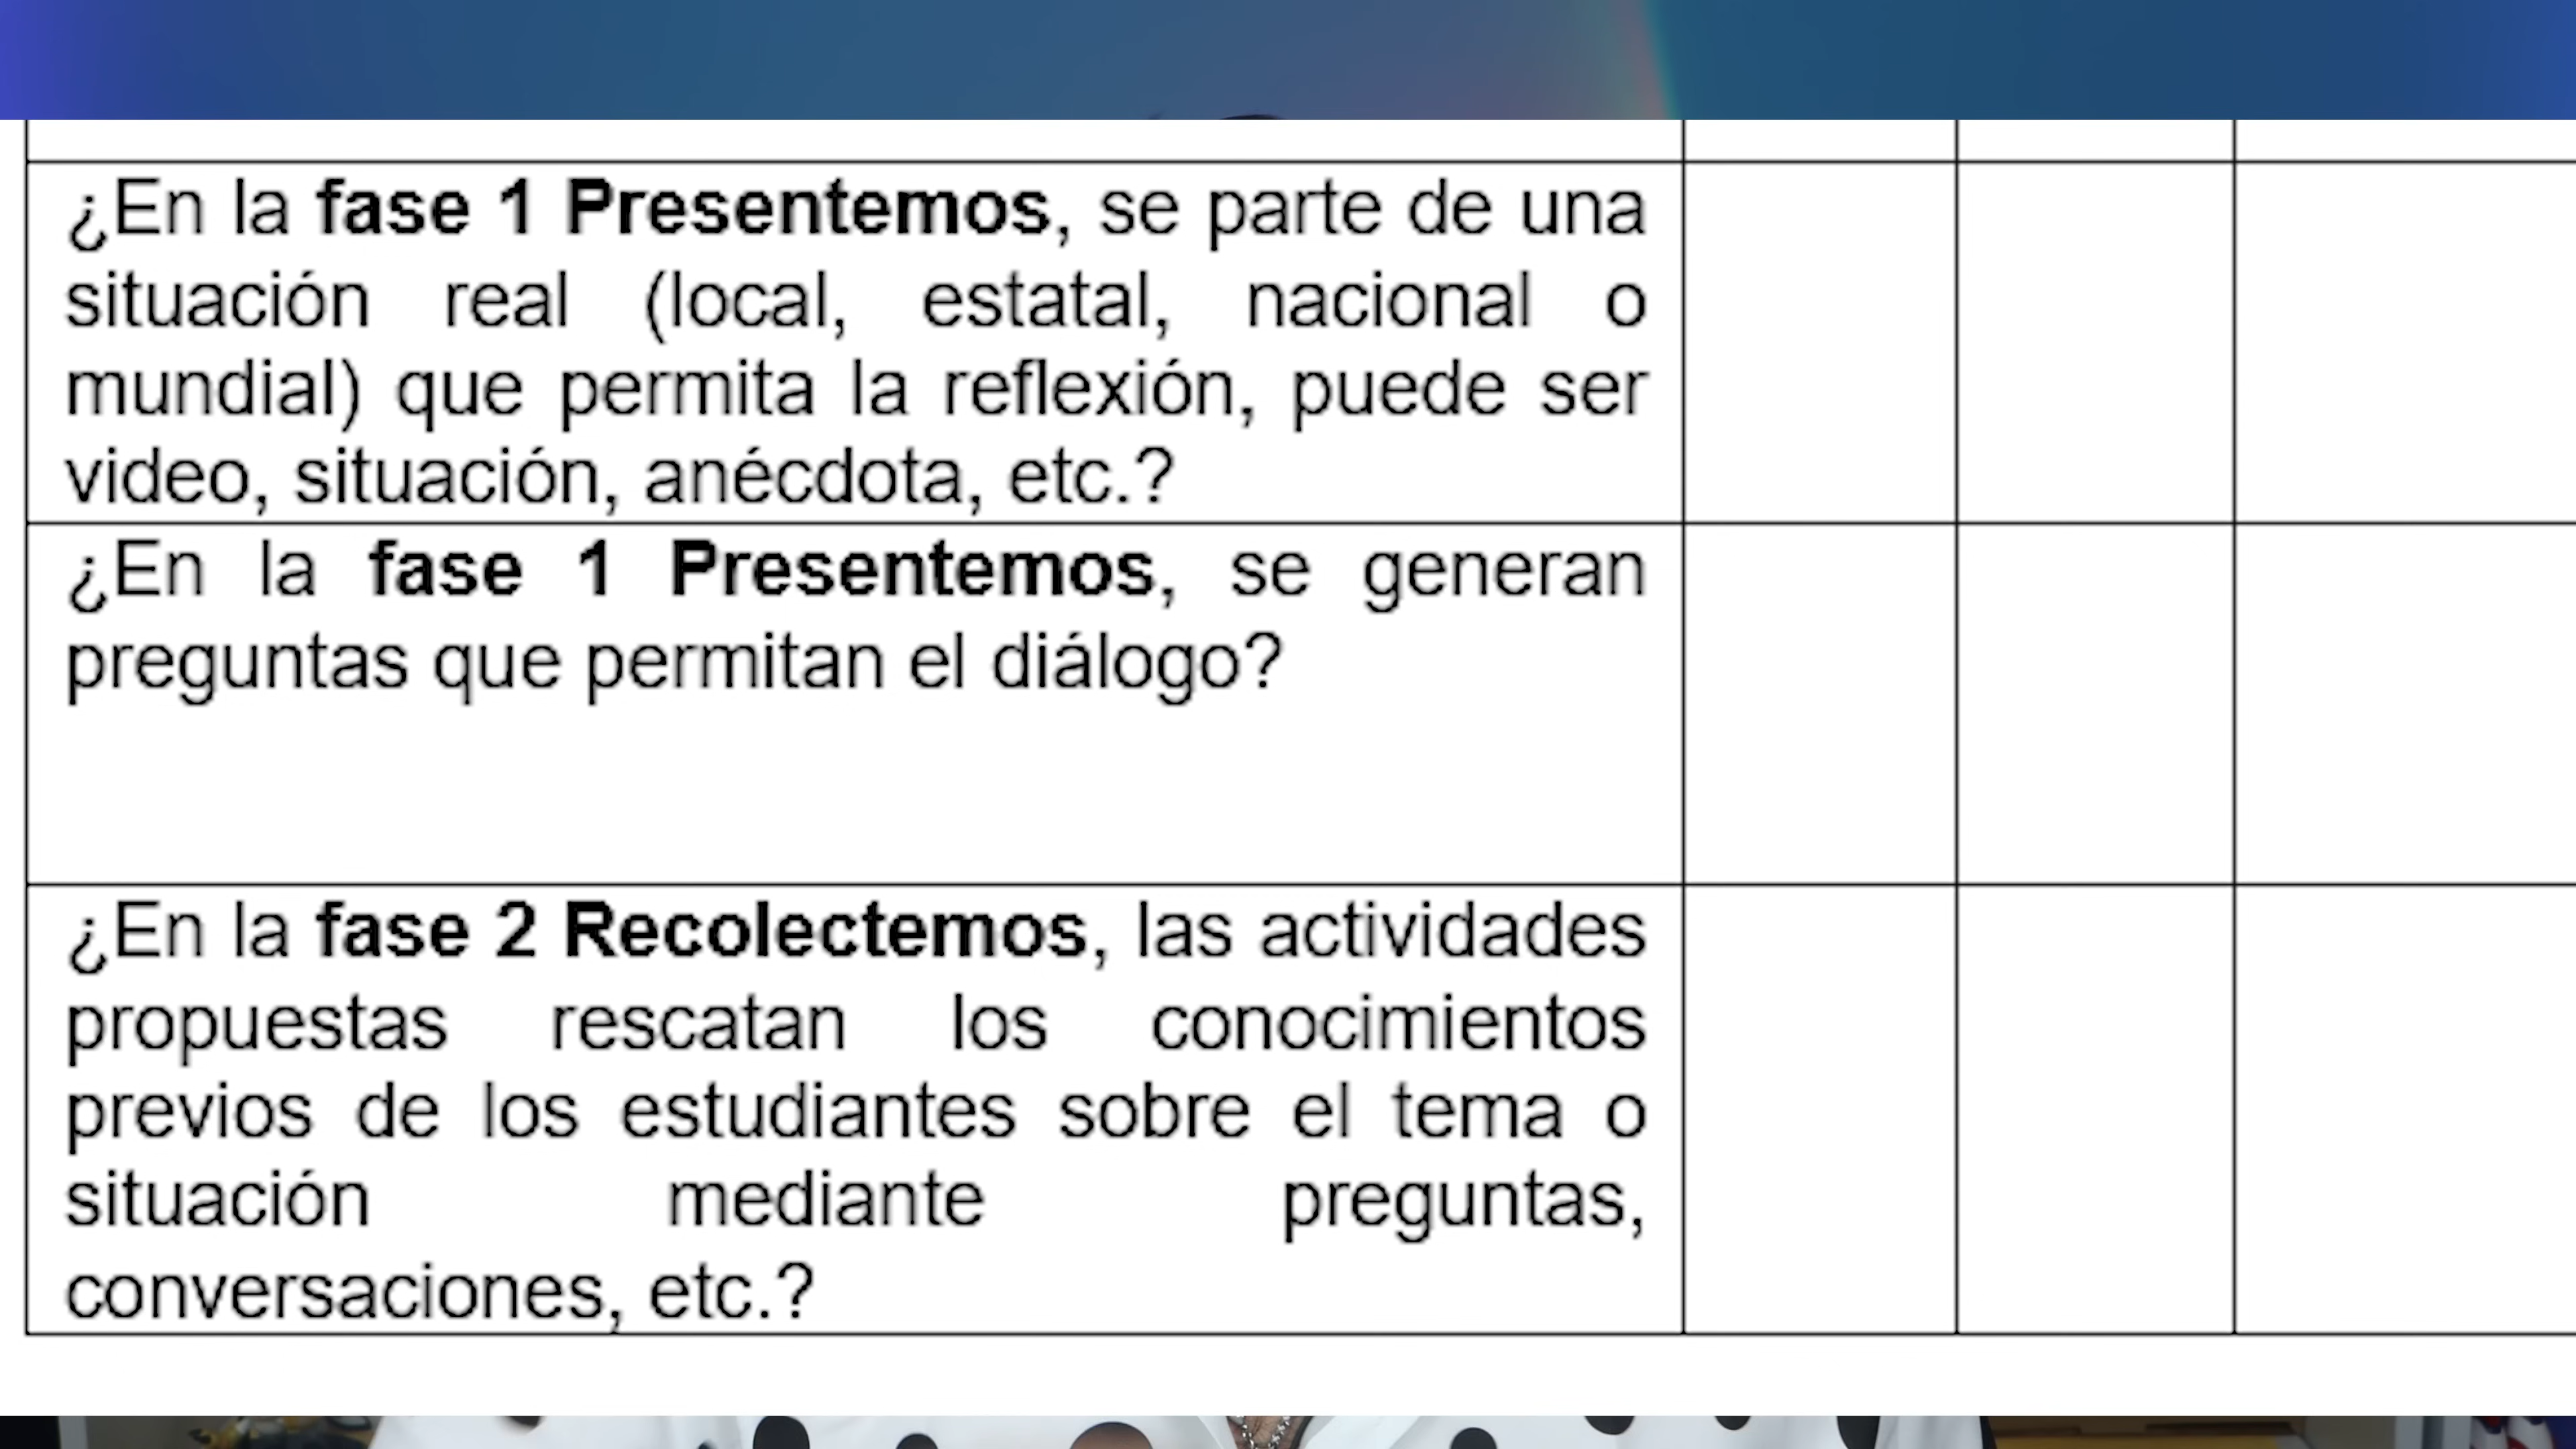 ¿En la fase 1 Presentemos, se parte de una
situación real (local, estatal, nacional o
mundial) que permita la reflexión, puede ser
video, situación, anécdota, etc.?
¿En la fase 1 Presentemos, se generan
preguntas que permitan el diálogo?
¿En la fase 2 Recolectemos, las actividades
propuestas rescatan los conocimientos
previos de los estudiantes sobre el tema o
situación mediante preguntas,
conversaciones, etc.?